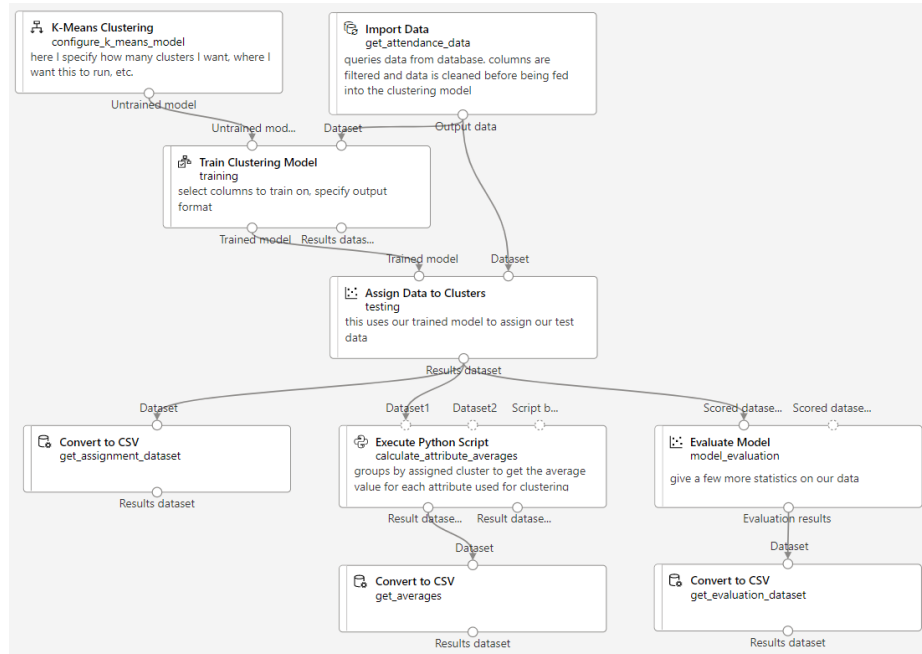 K-Means Clustering
configure_k_means_model
here I specify how many clusters I want, where I
want this to run, etc.
Untrained model
Import Data
get_attendance_data
queries data from database. columns are
filtered and data is cleaned before being fed
into the clustering model
Output data
Untrained mod...
Dataset
Train Clustering Model
training
select columns to train on, specify output
format
Trained model
Results datas...
Trained model
Dataset
Assign Data to Clusters
testing
this uses our trained model to assign our test
data
Results dataset
Dataset
Convert to CSV
get_assignment_dataset
Results dataset
Dataset1
Dataset2
Script b...
Execute Python Script
calculate_attribute_averages
groups by assigned cluster to get the average
value for each attribute used for clustering
Result datase...
Result datase...
Scored datase...
Scored datase...
Evaluate Model
model_evaluation
give a few more statistics on our data
Evaluation results
Dataset
Convert to CSV
get_averages
Results dataset
Dataset
Convert to CSV
get_evaluation_dataset
Results dataset